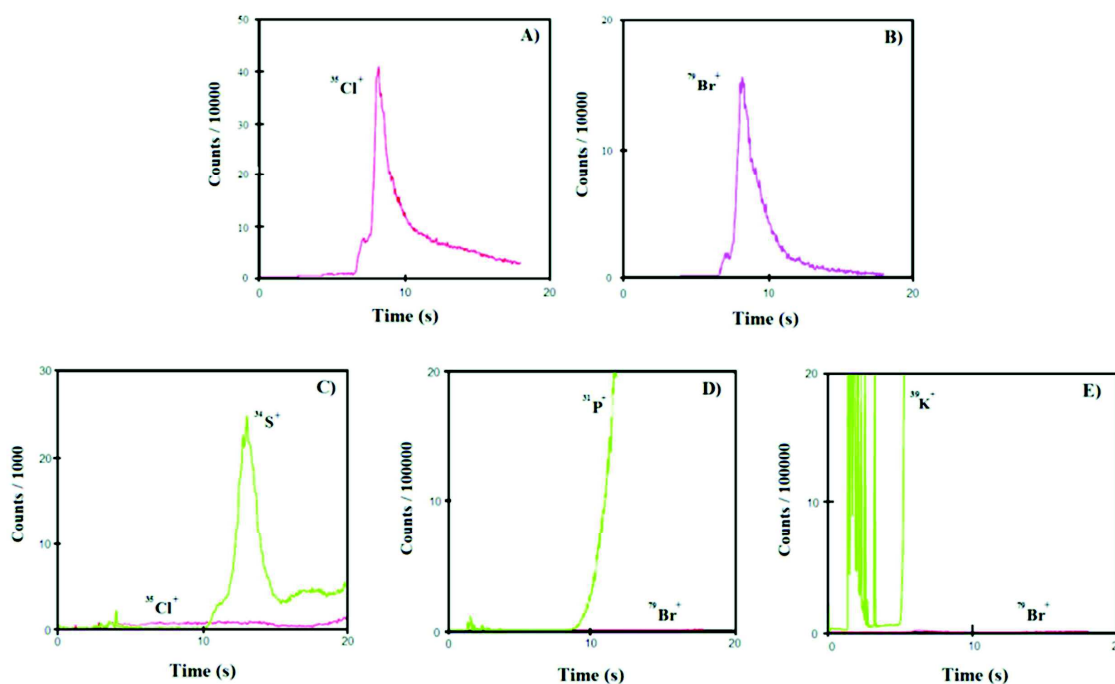 A)
50
40
30
20
10
0
Counts / 10000
³⁵Cl⁺
0 10 20
Time (s)
B)
20
10
0
Counts / 10000
⁷⁹Br⁺
0 10 20
Time (s)
C)
30
20
10
0
Counts / 1000
³⁴S⁺
³⁵Cl⁺
0 10 20
Time (s)
D)
20
10
0
Counts / 100000
³¹P⁺
⁷⁹Br⁺
0 10 20
Time (s)
E)
20
10
0
Counts / 100000
³⁹K⁺
⁷⁹Br⁺
0 10 20
Time (s)